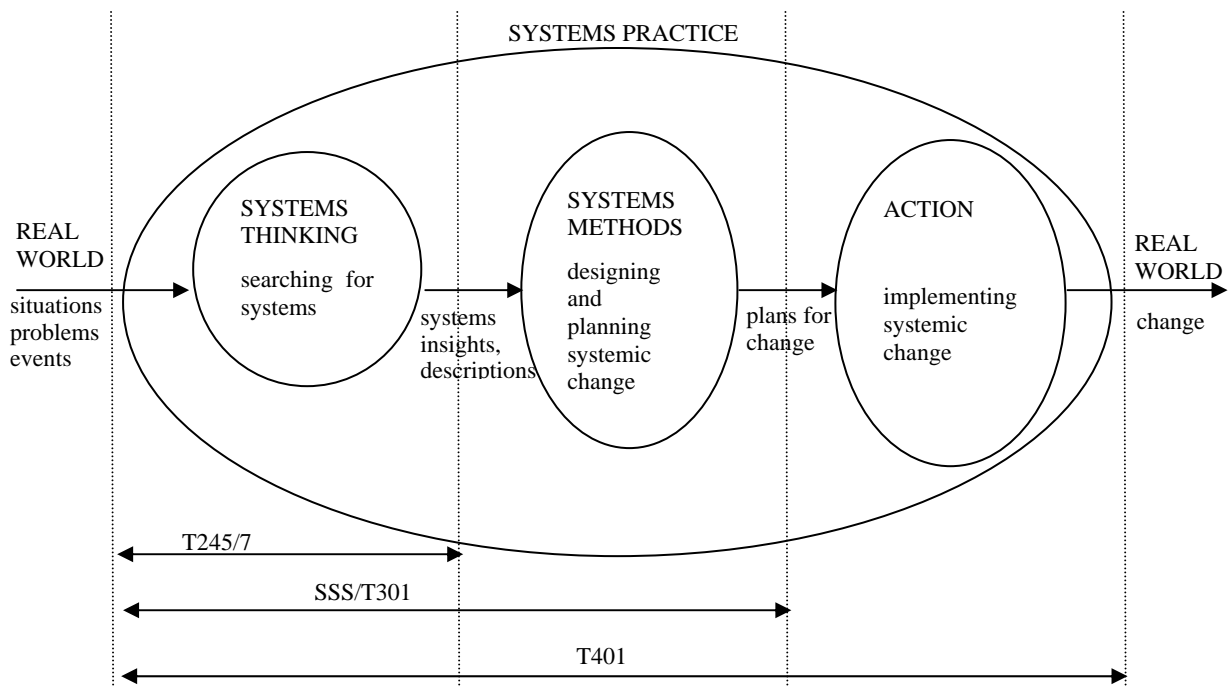 SYSTEMS PRACTICE
REAL
WORLD
situations
problems
events
SYSTEMS
THINKING
searching for
systems
systems
insights,
descriptions
SYSTEMS
METHODS
designing
and
planning
systemic
change
plans for
change
ACTION
implementing
systemic
change
REAL
WORLD
change
T245/7
SSS/T301
T401